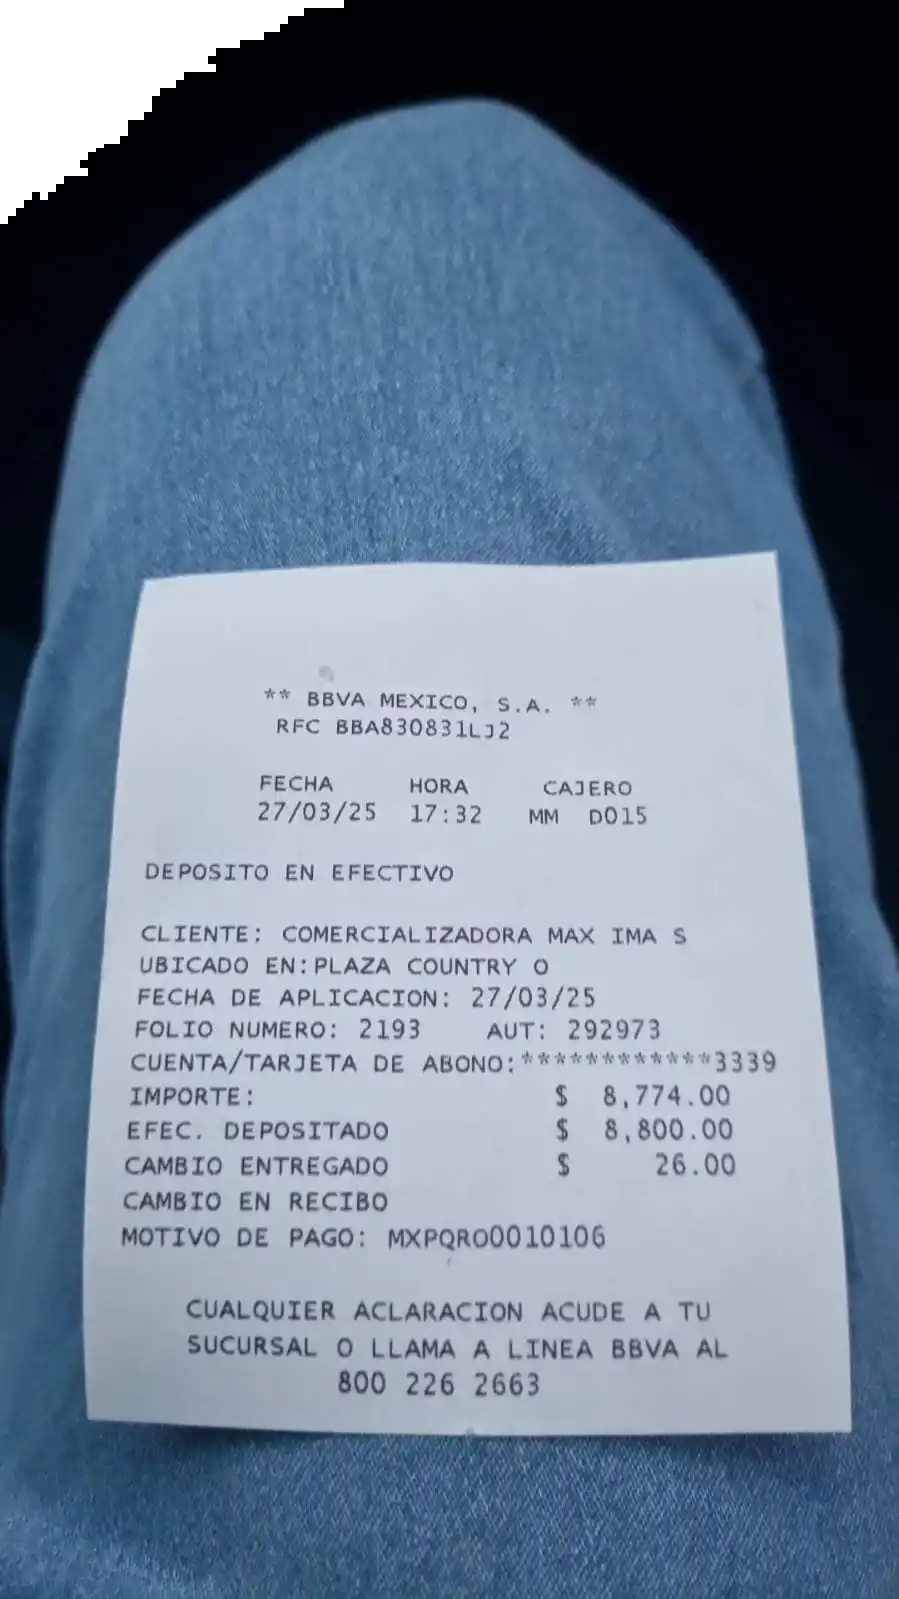 ** BBVA MEXICO, S.A. **
RFC BBA830831LJ2
FECHA HORA CAJERO
27/03/25 17:32 MM D015
DEPOSITO EN EFECTIVO
CLIENTE: COMERCIALIZADORA MAX IMA S
UBICADO EN:PLAZA COUNTRY O
FECHA DE APLICACION: 27/03/25
FOLIO NUMERO: 2193 AUT: 292973
CUENTA/TARJETA DE ABONO:************3339
IMPORTE: $ 8,774.00
EFEC. DEPOSITADO $ 8,800.00
CAMBIO ENTREGADO $ 26.00
CAMBIO EN RECIBO
MOTIVO DE PAGO: MXPQRO0010106
CUALQUIER ACLARACION ACUDE A TU
SUCURSAL O LLAMA A LINEA BBVA AL
800 226 2663